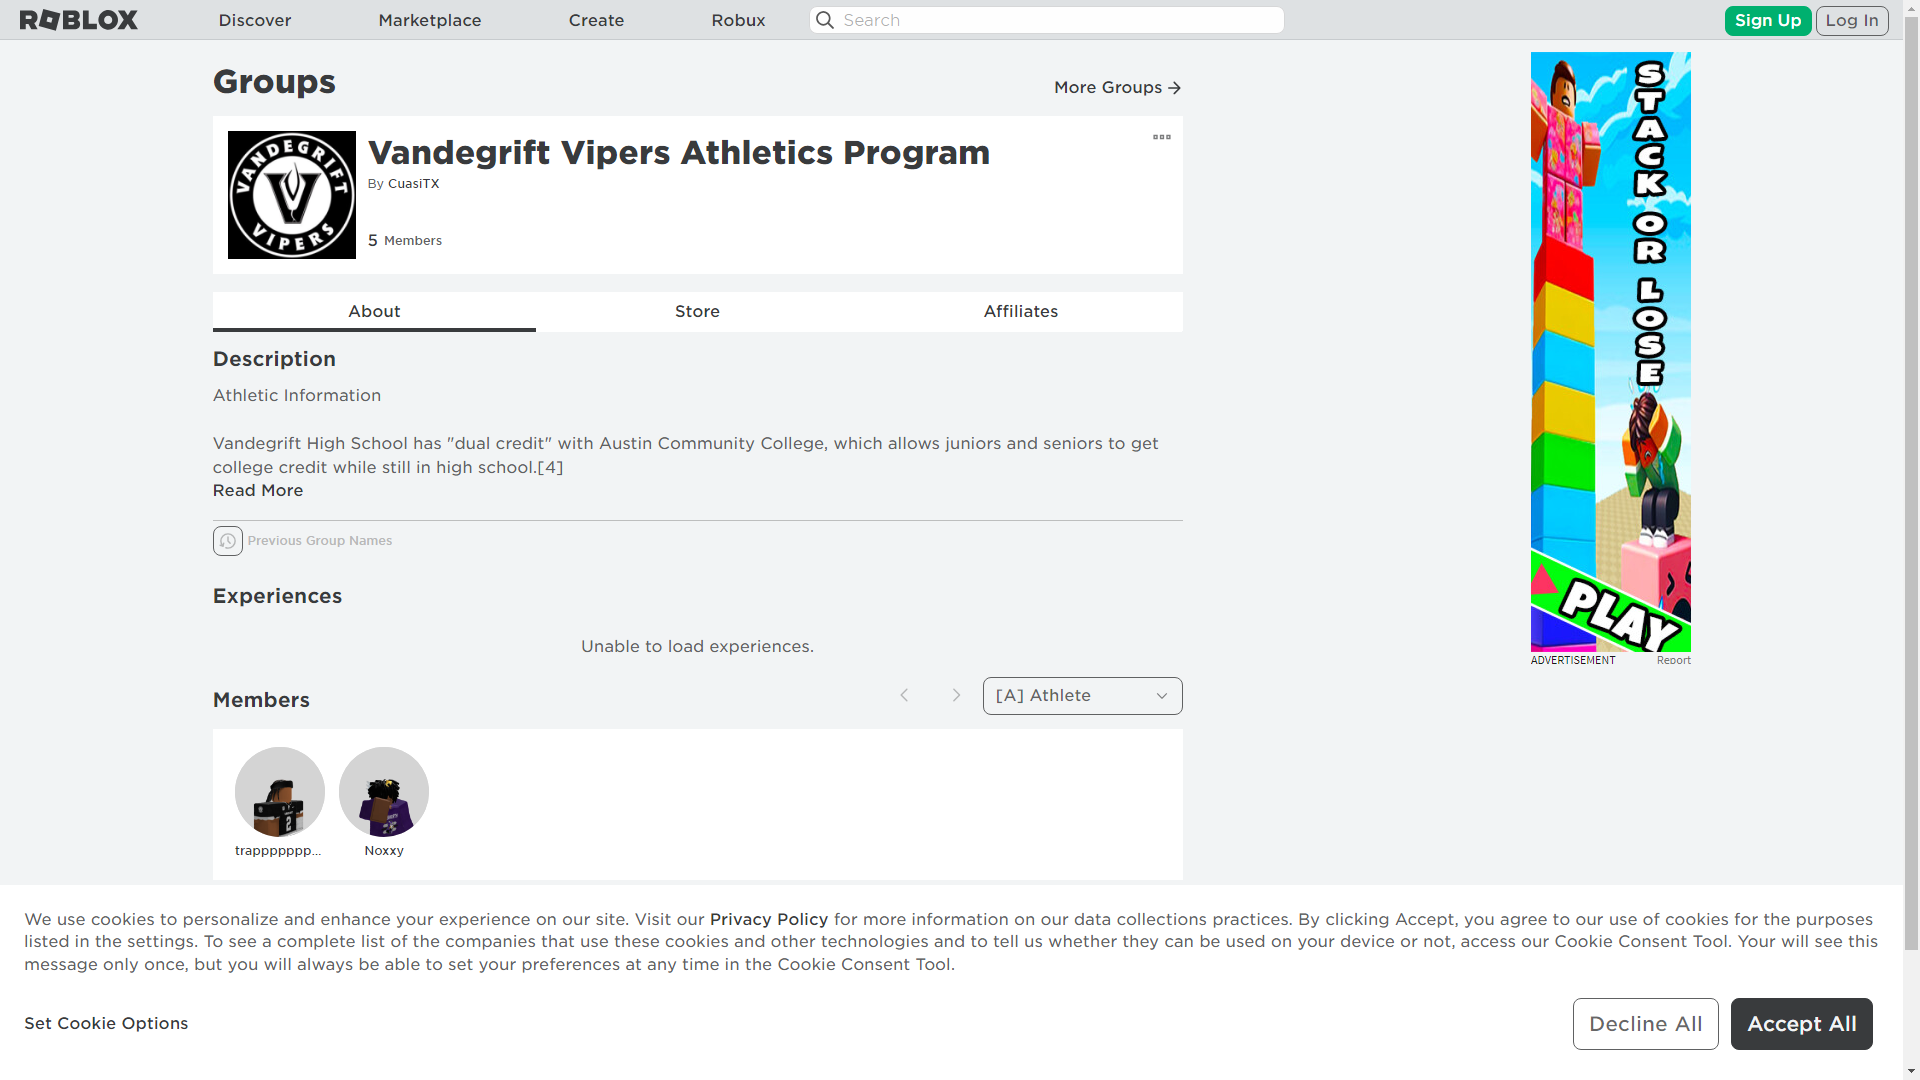 ROBLOX
Discover
Marketplace
Create
Robux
Search
Sign Up
Log In
Groups
More Groups
VANDEGRIFT
VIPERS
Vandegrift Vipers Athletics Program
By CuasiTX
5 Members
About
Store
Affiliates
Description
Athletic Information
Vandegrift High School has "dual credit" with Austin Community College, which allows juniors and seniors to get
college credit while still in high school.[4]
Read More
Previous Group Names
Experiences
Unable to load experiences.
Members
[A] Athlete
trappppppp...
Noxxy
STACK OR LOSE
PLAY
ADVERTISEMENT
Report
We use cookies to personalize and enhance your experience on our site. Visit our Privacy Policy for more information on our data collections practices. By clicking Accept, you agree to our use of cookies for the purposes
listed in the settings. To see a complete list of the companies that use these cookies and other technologies and to tell us whether they can be used on your device or not, access our Cookie Consent Tool. Your will see this
message only once, but you will always be able to set your preferences at any time in the Cookie Consent Tool.
Set Cookie Options
Decline All
Accept All